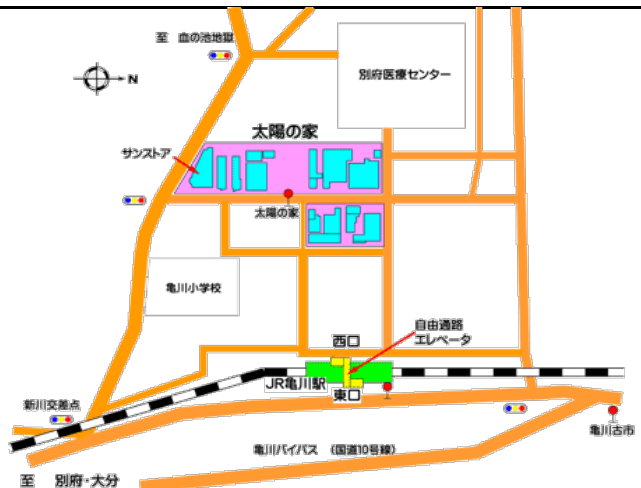 至 血の池地獄
別府医療センター
N
太陽の家
サンストア
太陽の家
亀川小学校
自由通路
エレベータ
西口
JR亀川駅
東口
新川交差点
亀川古市
亀川バイパス (国道10号線)
至 別府・大分